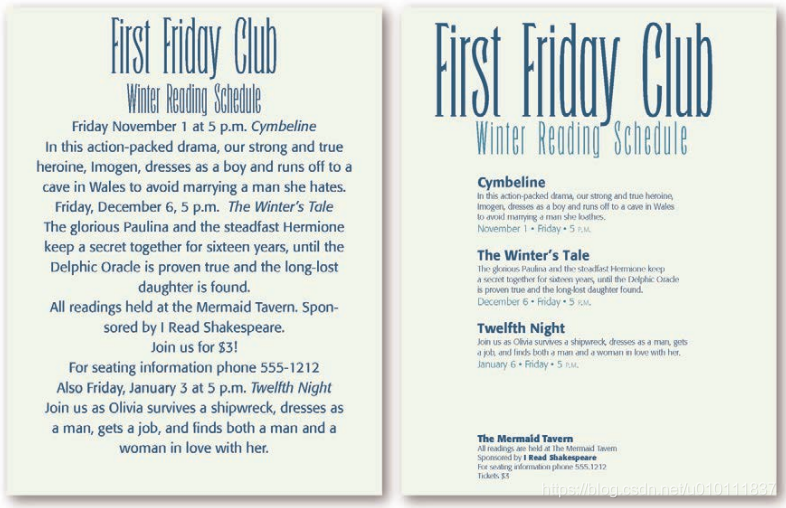 First Friday Club
Winter Reading Schedule
Friday November 1 at 5 p.m. Cymbeline
In this action-packed drama, our strong and true
heroine, Imogen, dresses as a boy and runs off to a
cave in Wales to avoid marrying a man she hates.
Friday, December 6, 5 p.m. The Winter's Tale
The glorious Paulina and the steadfast Hermione
keep a secret together for sixteen years, until the
Delphic Oracle is proven true and the long-lost
daughter is found.
All readings held at the Mermaid Tavern. Spon-
sored by I Read Shakespeare.
Join us for $3!
For seating information phone 555-1212
Also Friday, January 3 at 5 p.m. Twelfth Night
Join us as Olivia survives a shipwreck, dresses as
a man, gets a job, and finds both a man and a
woman in love with her.
First Friday Club
Winter Reading Schedule
Cymbeline
In this action-packed drama, our strong and true heroine,
Imogen, dresses as a boy and runs off to a cave in Wales
to avoid marrying a man she loathes.
November 1 • Friday • 5 P.M.
The Winter's Tale
The glorious Paulina and the steadfast Hermione keep
a secret together for sixteen years, until the Delphic Oracle
is proven true and the long-lost daughter found.
December 6 • Friday • 5 P.M.
Twelfth Night
Join us as Olivia survives a shipwreck, dresses as a man, gets
a job, and finds both a man and a woman in love with her.
January 6 • Friday • 5 P.M.
The Mermaid Tavern
All readings are held at The Mermaid Tavern
Sponsored by I Read Shakespeare
For seating information phone 555.1212
Tickets $3
https://blog.csdn.net/u010111837